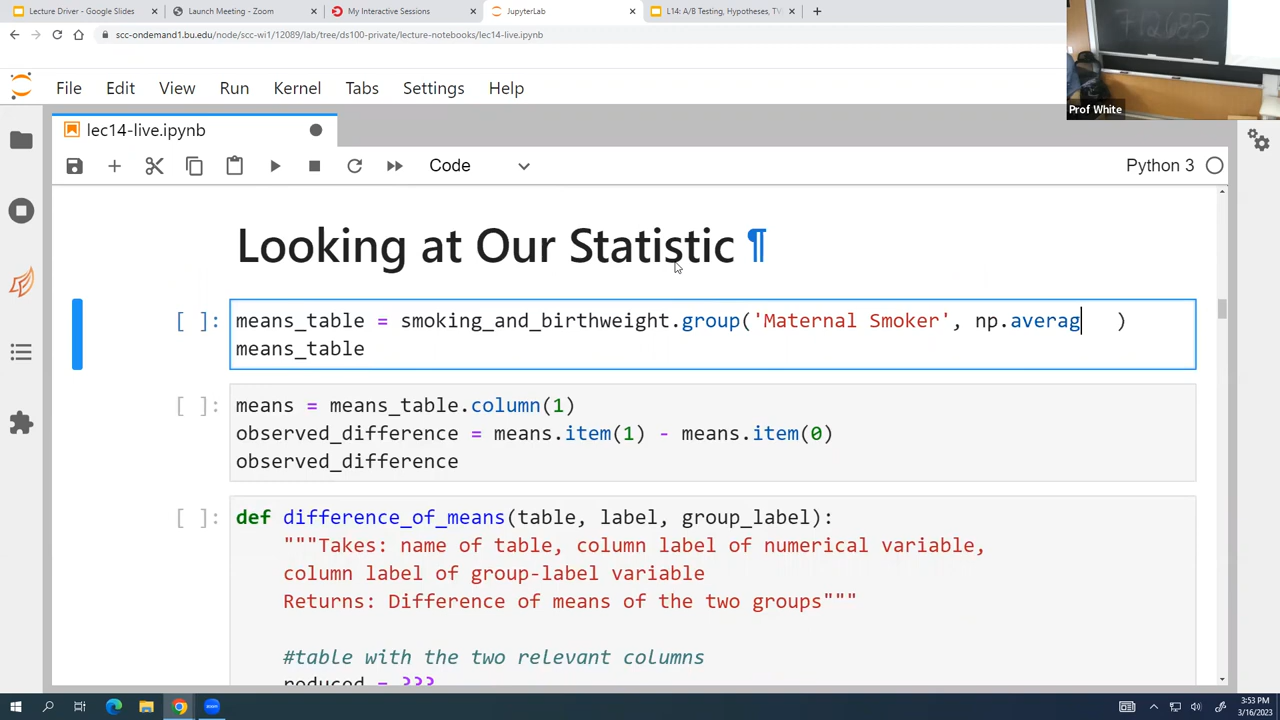 Lecture Driver - Google Slides
Launch Meeting - Zoom
My Interactive Sessions
JupyterLab
L14: A/B Testing, Hypotheses, TV
scc-ondemand1.bu.edu/node/scc-wi1/12089/lab/tree/ds100-private/lecture-notebooks/lec14-live.ipynb
712685
Prof White
File Edit View Run Kernel Tabs Settings Help
lec14-live.ipynb
Code
Python 3
Looking at Our Statistic ¶
[ ]: means_table = smoking_and_birthweight.group('Maternal Smoker', np.averag )
means_table
[ ]: means = means_table.column(1)
observed_difference = means.item(1) - means.item(0)
observed_difference
[ ]: def difference_of_means(table, label, group_label):
"""Takes: name of table, column label of numerical variable,
column label of group-label variable
Returns: Difference of means of the two groups"""
#table with the two relevant columns
reduced = ???
3:53 PM
3/16/2023